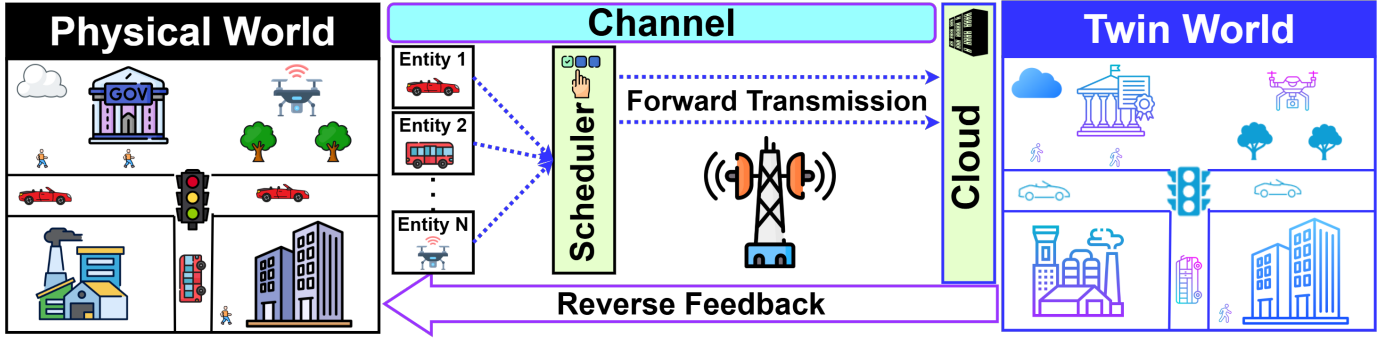 Physical World
GOV
Channel
Entity 1
Entity 2
Entity N
Scheduler
Forward Transmission
Cloud
Reverse Feedback
Twin World